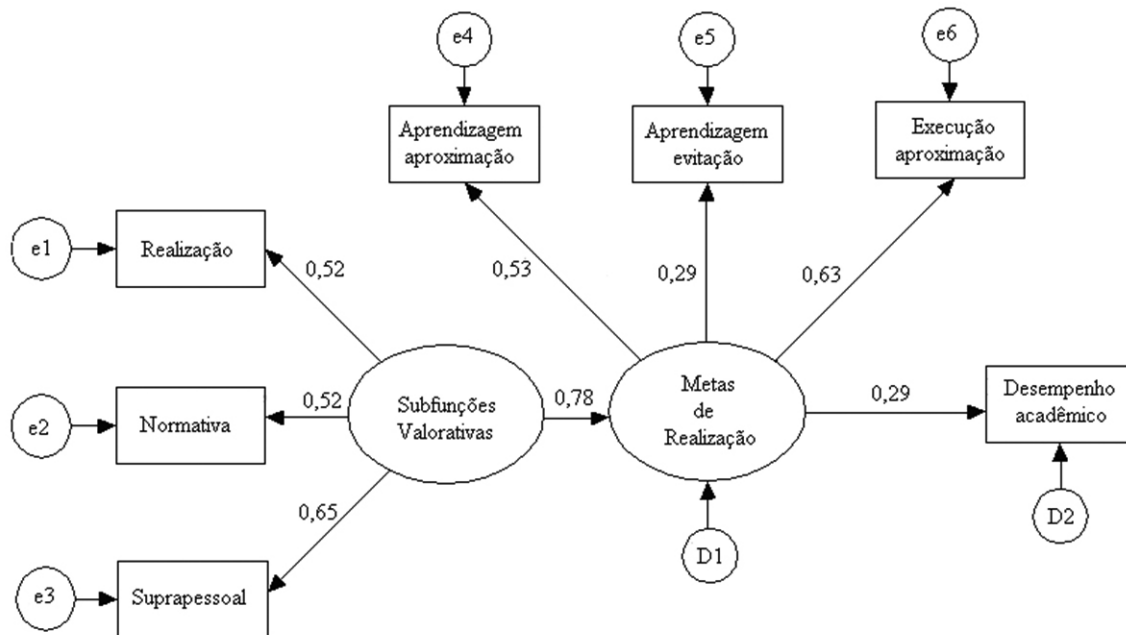 e4
e5
e6
Aprendizagem
aproximação
Aprendizagem
evitação
Execução
aproximação
e1
Realização
0,52
0,53
0,29
0,63
e2
Normativa
0,52
Subfunções
Valorativas
0,78
Metas
de
Realização
0,29
Desempenho
acadêmico
0,65
D1
D2
e3
Suprapessoal